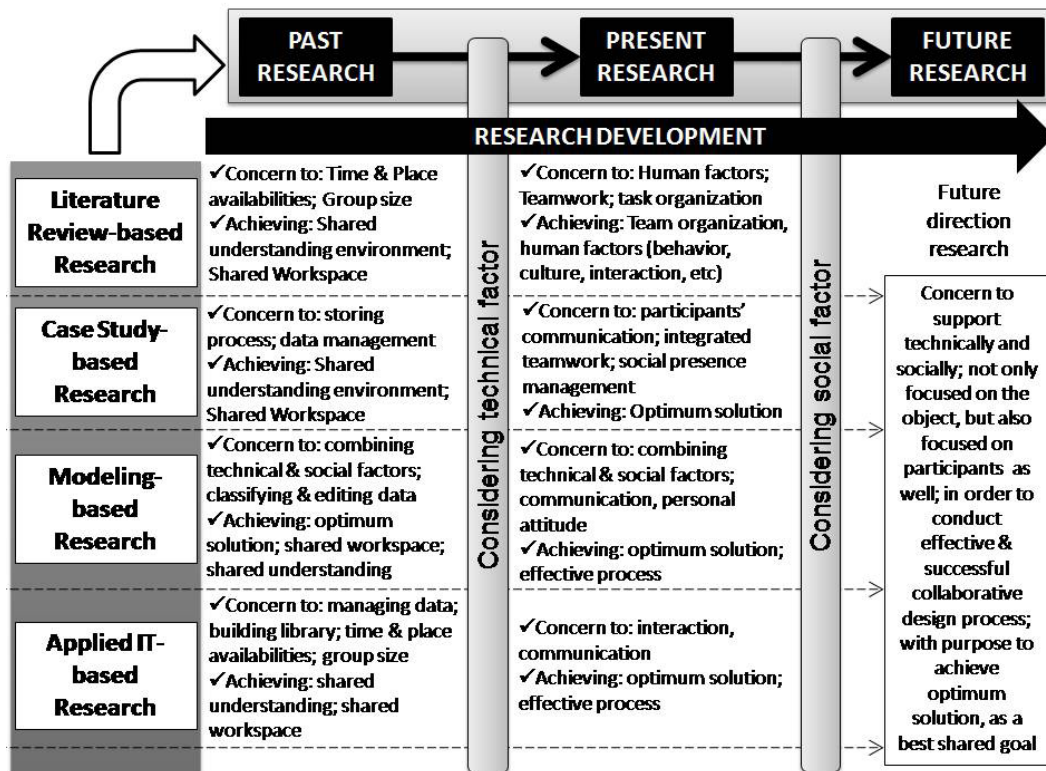 PAST
RESEARCH
PRESENT
RESEARCH
FUTURE
RESEARCH
RESEARCH DEVELOPMENT
Literature
Review-based
Research
✓Concern to: Time & Place
availabilities; Group size
✓Achieving: Shared
understanding environment;
Shared Workspace
✓Concern to: Human factors;
Teamwork; task organization
✓Achieving: Team organization,
human factors (behavior,
culture, interaction, etc)
Case Study-
based
Research
✓Concern to: storing
process; data management
✓Achieving: Shared
understanding environment;
Shared Workspace
✓Concern to: participants'
communication; integrated
teamwork; social presence
management
✓Achieving: Optimum solution
Modeling-
based
Research
✓Concern to: combining
technical & social factors;
classifying & editing data
✓Achieving: optimum
solution; shared workspace;
shared understanding
✓Concern to: combining
technical & social factors;
communication, personal
attitude
✓Achieving: optimum solution;
effective process
Applied IT-
based
Research
✓Concern to: managing data;
building library; time & place
availabilities; group size
✓Achieving: shared
understanding; shared
workspace
✓Concern to: interaction,
communication
✓Achieving: optimum solution;
effective process
Considering technical factor
Considering social factor
Future
direction
research
Concern to
support
technically and
socially; not only
focused on the
object, but also
focused on
participants as
well; in order to
conduct
effective &
successful
collaborative
design process;
with purpose to
achieve
optimum
solution, as a
best shared goal